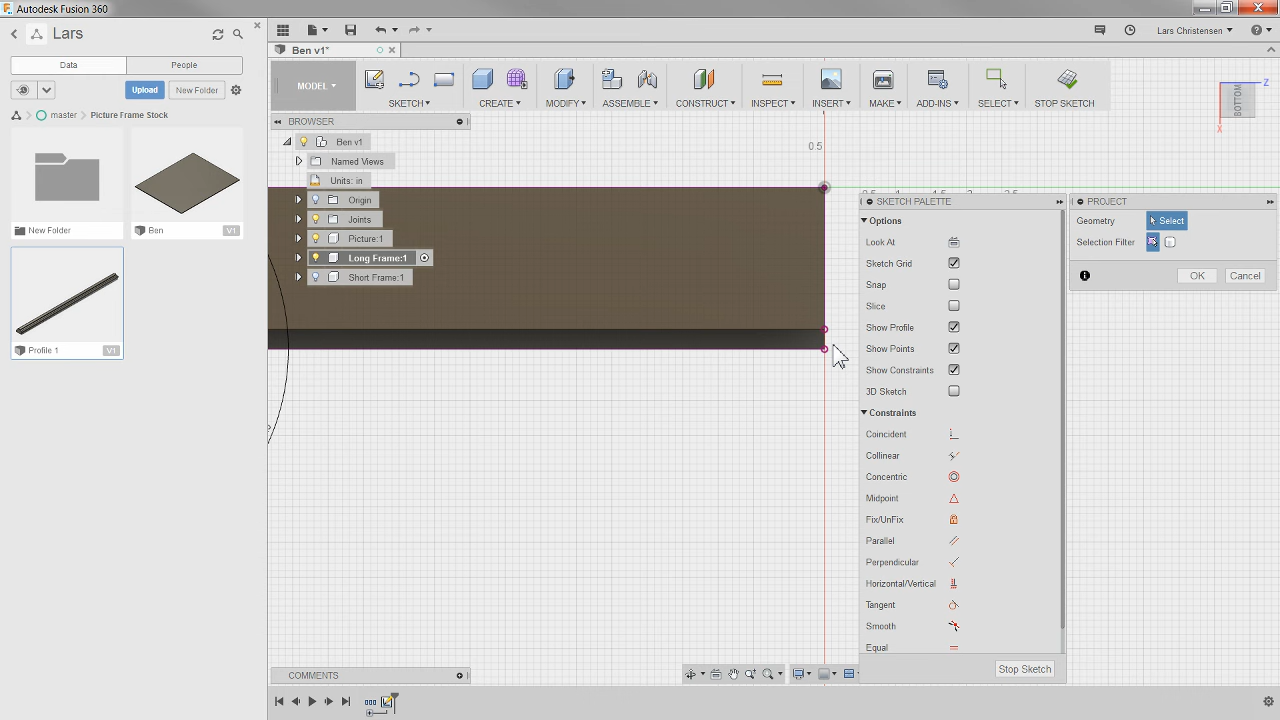 Autodesk Fusion 360
Lars
Data People
Upload New Folder
master Picture Frame Stock
New Folder
Ben V1
Profile 1 V1
Ben v1*
Lars Christensen
MODEL
SKETCH CREATE MODIFY ASSEMBLE CONSTRUCT INSPECT INSERT MAKE ADD-INS SELECT STOP SKETCH
BROWSER
Ben v1
Named Views
Units: in
Origin
Joints
Picture:1
Long Frame:1
Short Frame:1
0.5
Z
BOTTOM
X
SKETCH PALETTE
Options
Look At
Sketch Grid
Snap
Slice
Show Profile
Show Points
Show Constraints
3D Sketch
Constraints
Coincident
Collinear
Concentric
Midpoint
Fix/UnFix
Parallel
Perpendicular
Horizontal/Vertical
Tangent
Smooth
Equal
Stop Sketch
PROJECT
Geometry Select
Selection Filter
OK Cancel
COMMENTS